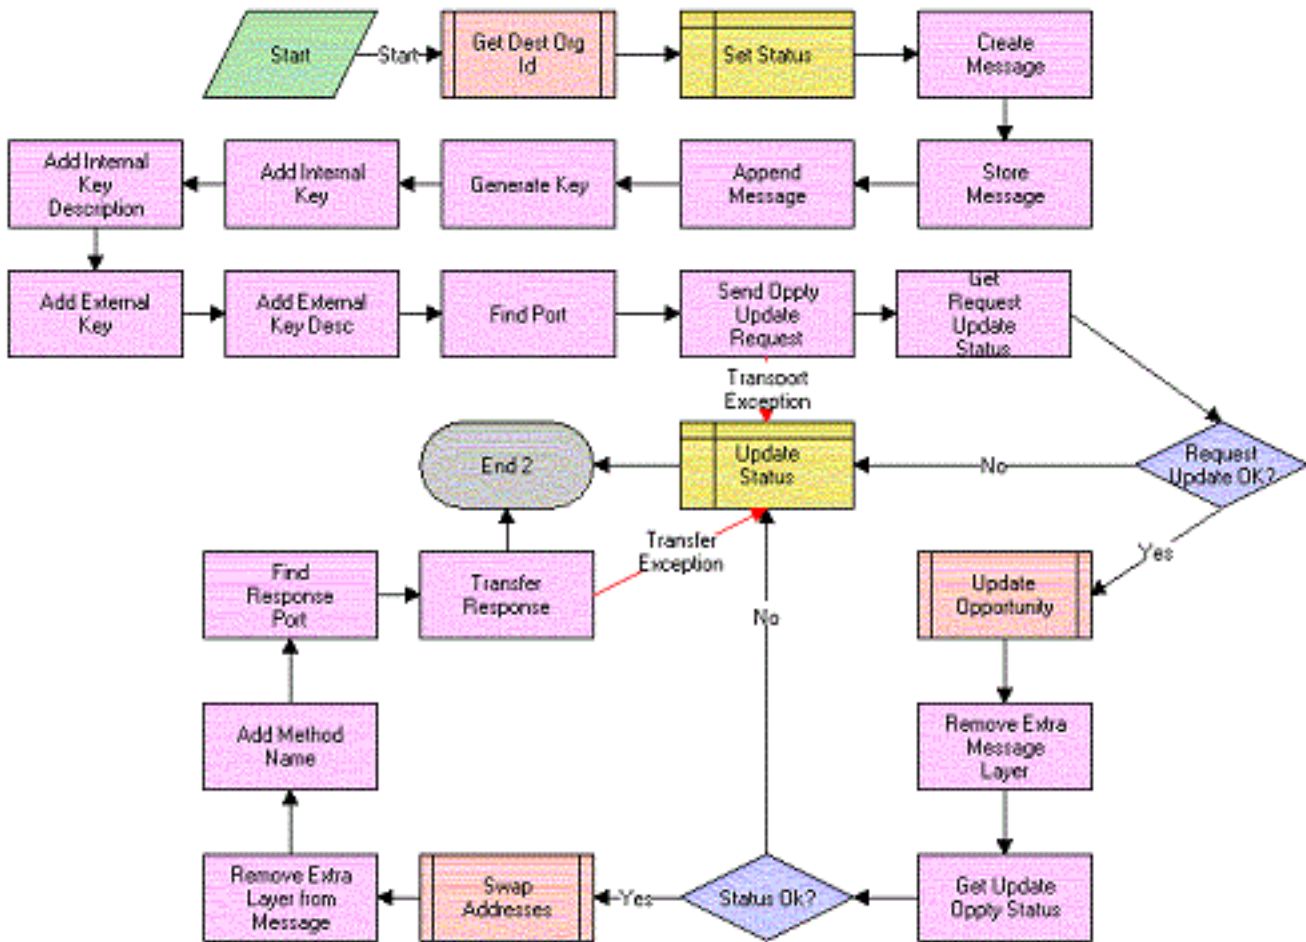 Start
Start
Get Dest Org
Id
Set Status
Create
Message
Add Internal
Key
Description
Add Internal
Key
Generate Key
Append
Message
Store
Message
Add External
Key
Add External
Key Desc
Find Port
Send Oppty
Update
Request
Get
Request
Update
Status
Transport
Exception
End 2
Update
Status
No
Request
Update OK?
Transfer
Exception
Yes
Find
Response
Port
Transfer
Response
No
Update
Opportunity
Add Method
Name
Remove Extra
Message
Layer
Remove Extra
Layer from
Message
Swap
Addresses
Yes
Status Ok?
Get Update
Oppty Status